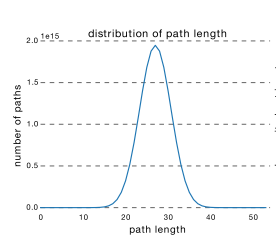 distribution of path length
1e15
2.0
1.5
1.0
0.5
0.0
number of paths
0 10 20 30 40 50
path length